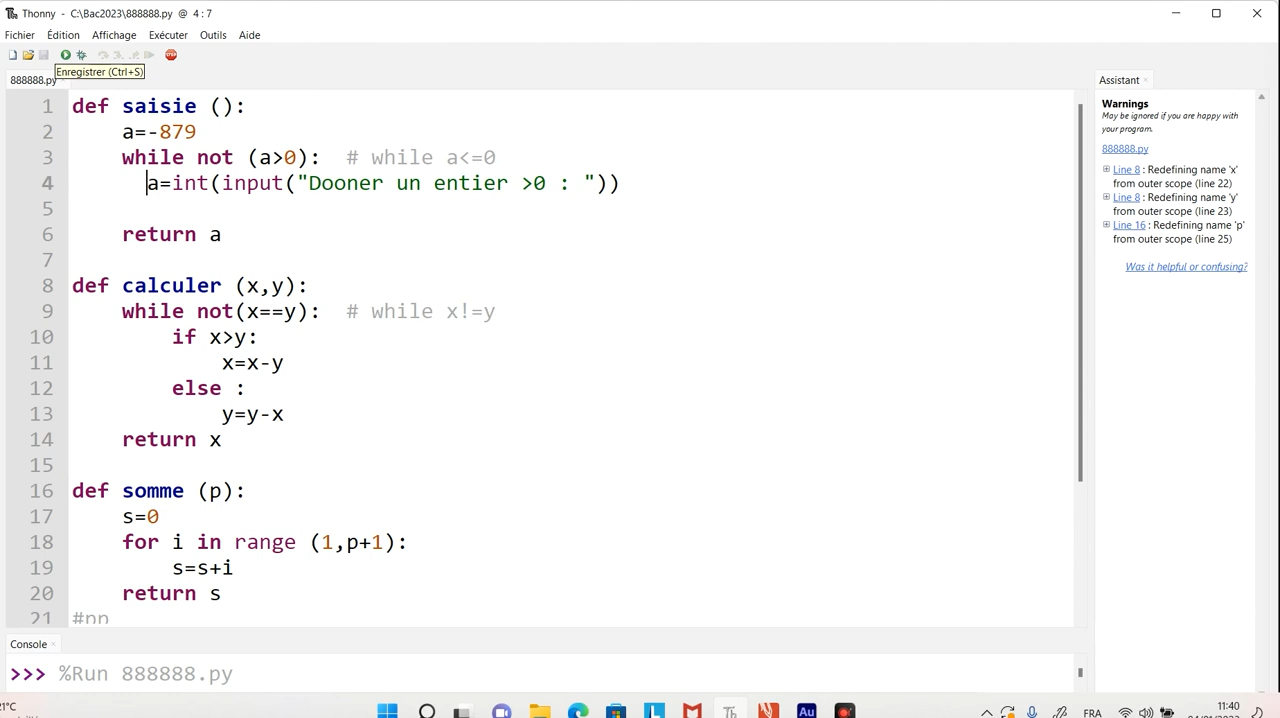 Thonny - C:\Bac2023\888888.py @ 4 : 7
Fichier Édition Affichage Exécuter Outils Aide
STOP
Enregistrer (Ctrl+S)
888888.py
1 def saisie ():
2 a=-879
3 while not (a>0): # while a<=0
4 a=int(input("Dooner un entier >0 : "))
5
6 return a
7
8 def calculer (x,y):
9 while not(x==y): # while x!=y
10 if x>y:
11 x=x-y
12 else :
13 y=y-x
14 return x
15
16 def somme (p):
17 s=0
18 for i in range (1,p+1):
19 s=s+i
20 return s
21 #pp
Assistant
Warnings
May be ignored if you are happy with
your program.
888888.py
Line 8 : Redefining name 'x'
from outer scope (line 22)
Line 8 : Redefining name 'y'
from outer scope (line 23)
Line 16 : Redefining name 'p'
from outer scope (line 25)
Was it helpful or confusing?
Console
>>> %Run 888888.py
21°C
Th
Au
FRA
11:40